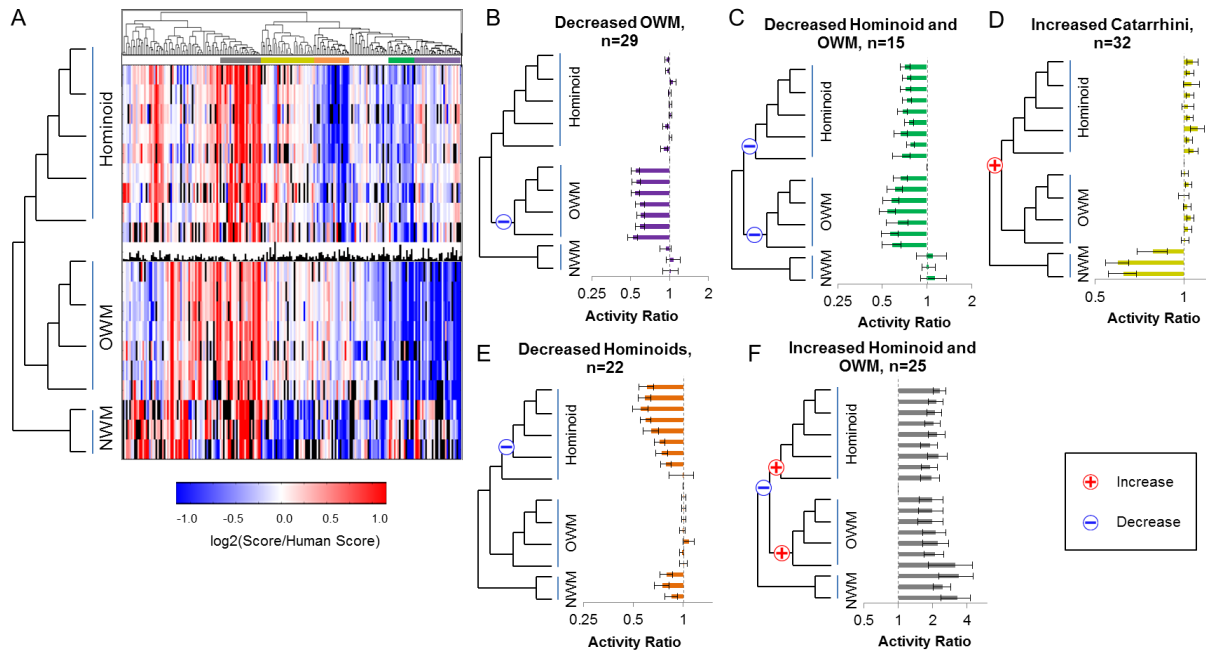 A
Hominoid
OWM
NWM
-1.0 -0.5 0.0 0.5 1.0
log2(Score/Human Score)
B
Decreased OWM,
n=29
Hominoid
OWM
NWM
0.25 0.5 1 2
Activity Ratio
C
Decreased Hominoid and
OWM, n=15
Hominoid
OWM
NWM
0.25 0.5 1 2
Activity Ratio
D
Increased Catarrhini,
n=32
Hominoid
OWM
NWM
0.5 1
Activity Ratio
E
Decreased Hominoids,
n=22
Hominoid
OWM
NWM
0.25 0.5 1
Activity Ratio
F
Increased Hominoid and
OWM, n=25
Hominoid
OWM
NWM
0.5 1 2 4
Activity Ratio
Increase
Decrease